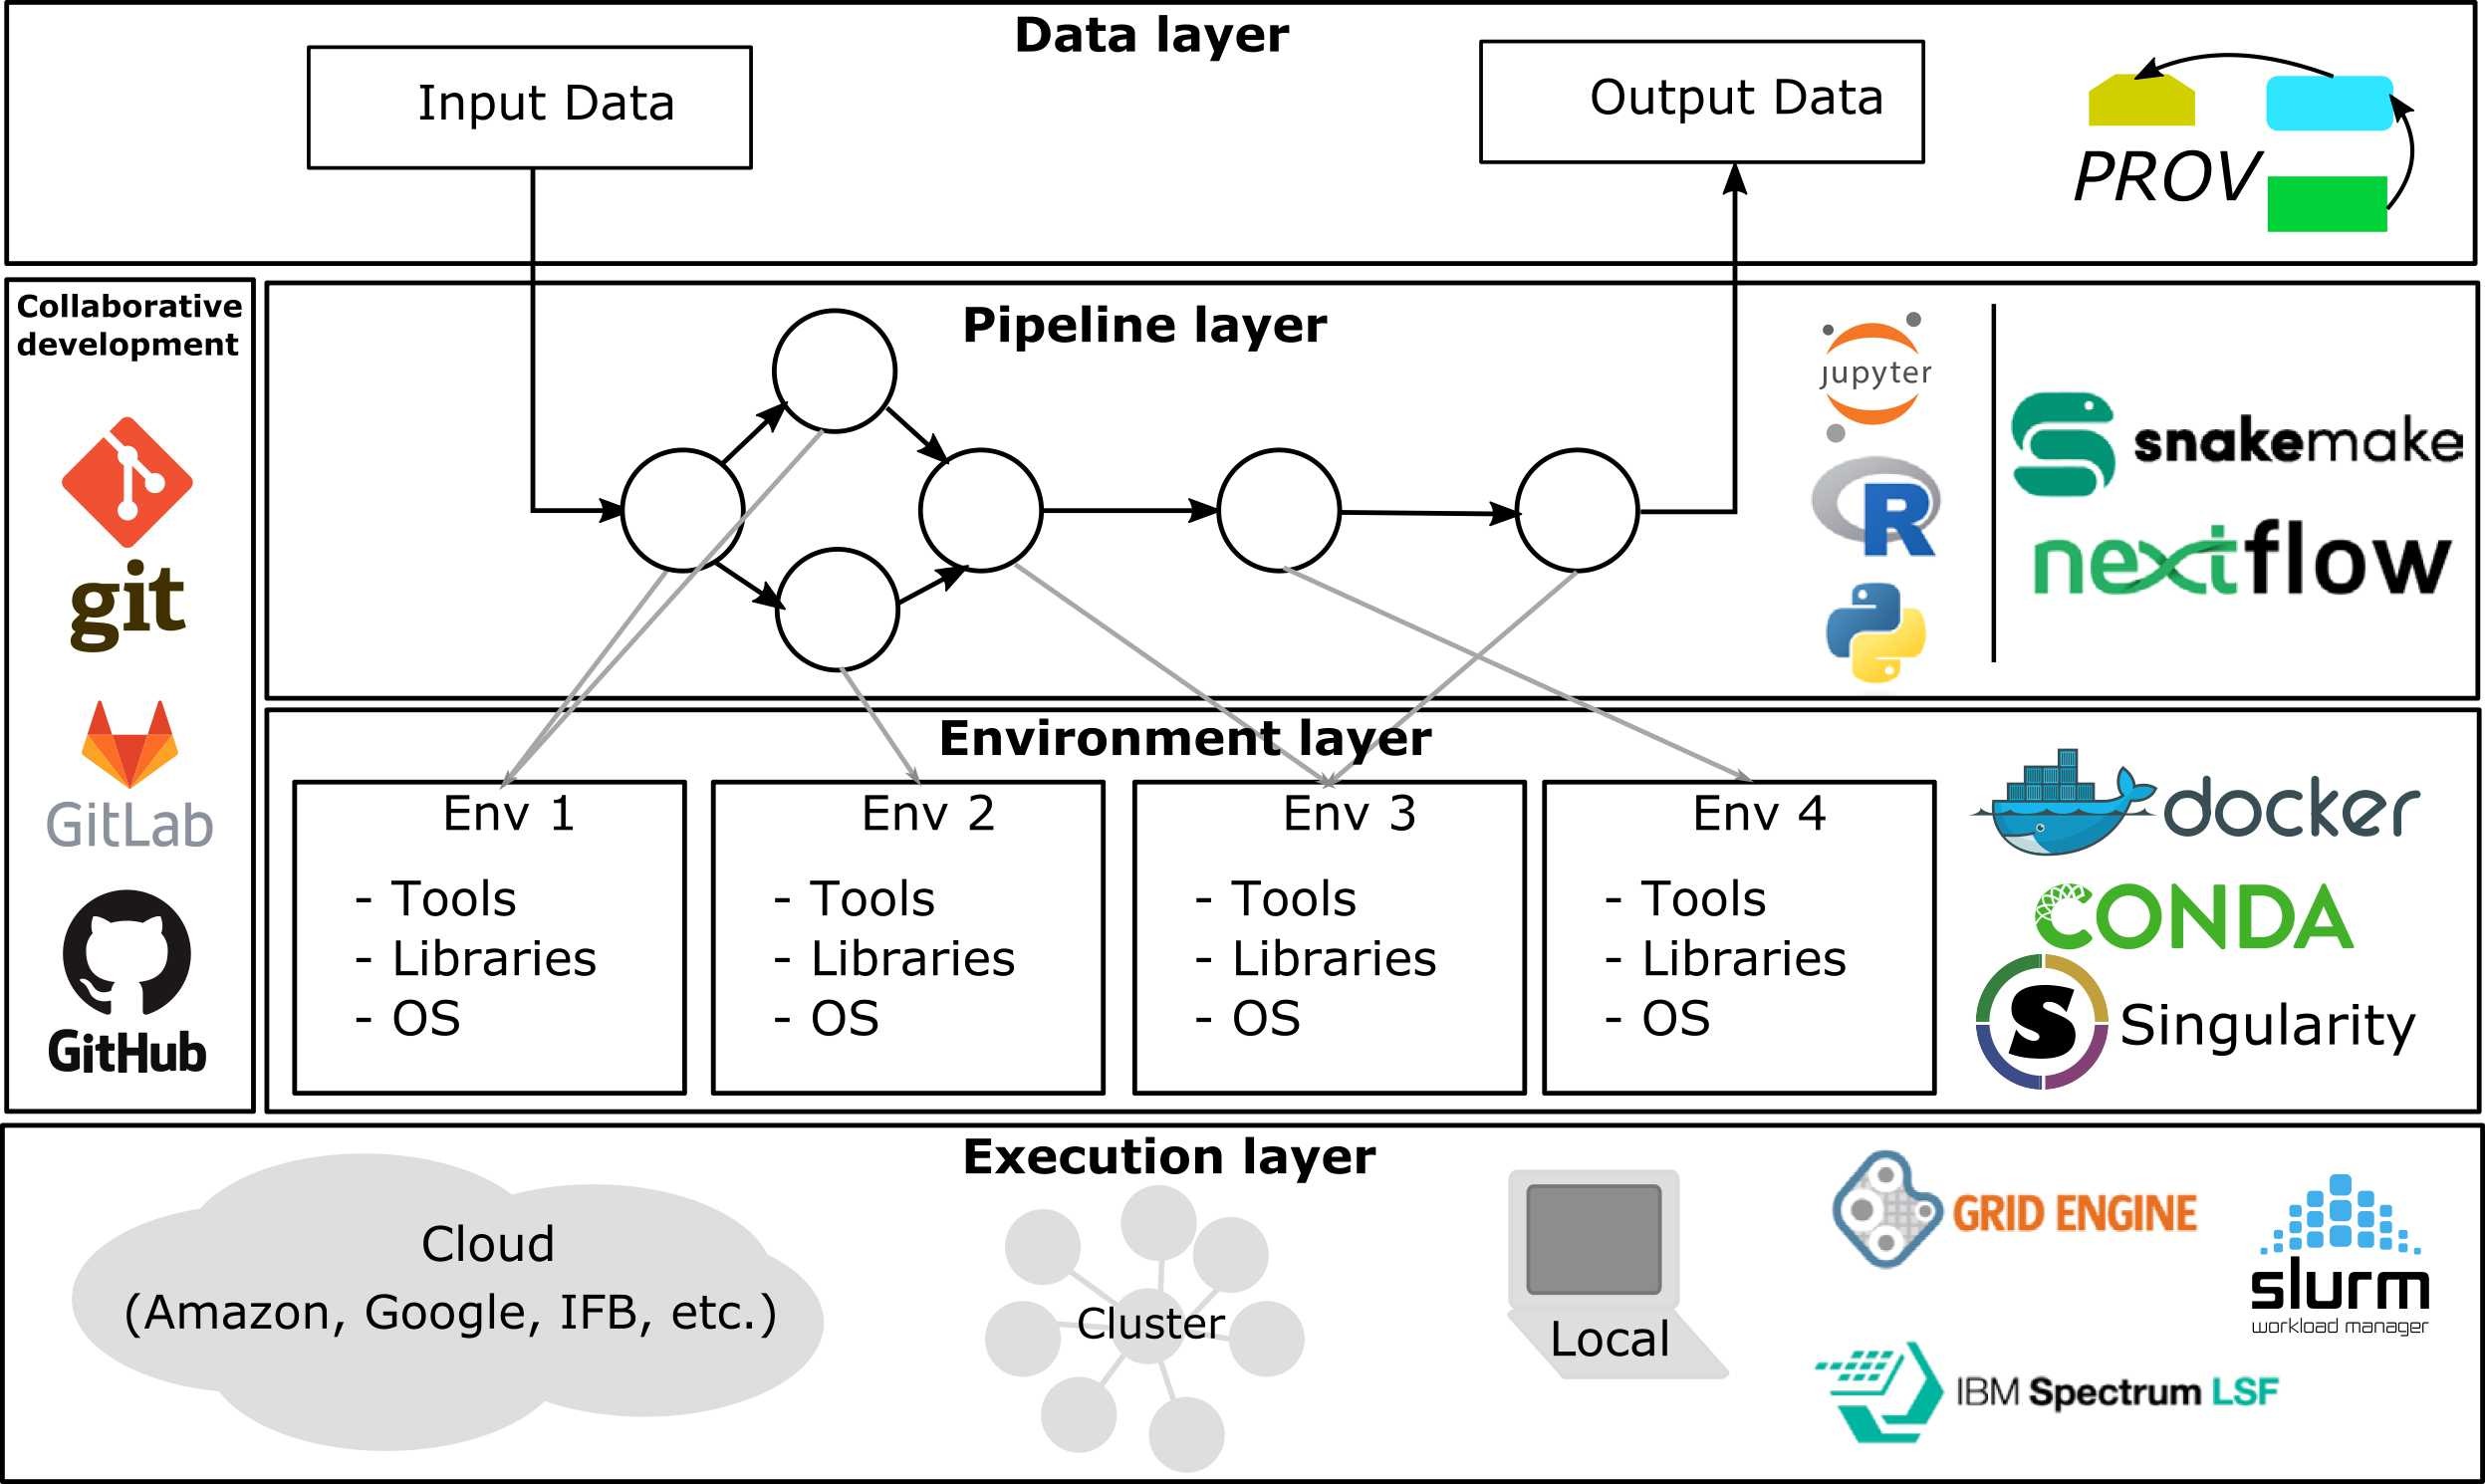 Data layer
Input Data
Output Data
PROV
Collaborative
development
git
GitLab
GitHub
Pipeline layer
jupyter
R
snakemake
nextflow
Environment layer
Env 1
- Tools
- Libraries
- OS
Env 2
- Tools
- Libraries
- OS
Env 3
- Tools
- Libraries
- OS
Env 4
- Tools
- Libraries
- OS
docker
CONDA
S Singularity
Execution layer
Cloud
(Amazon, Google, IFB, etc.)
Cluster
Local
GRID ENGINE
slurm
workload manager
IBM Spectrum LSF